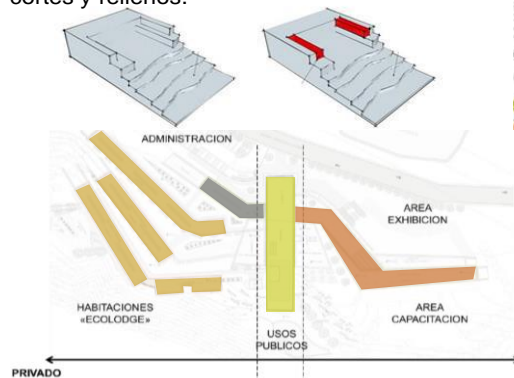 cortes y rellenos.
ADMINISTRACION
AREA
EXHIBICION
HABITACIONES
«ECOLODGE»
AREA
CAPACITACION
USOS
PUBLICOS
PRIVADO